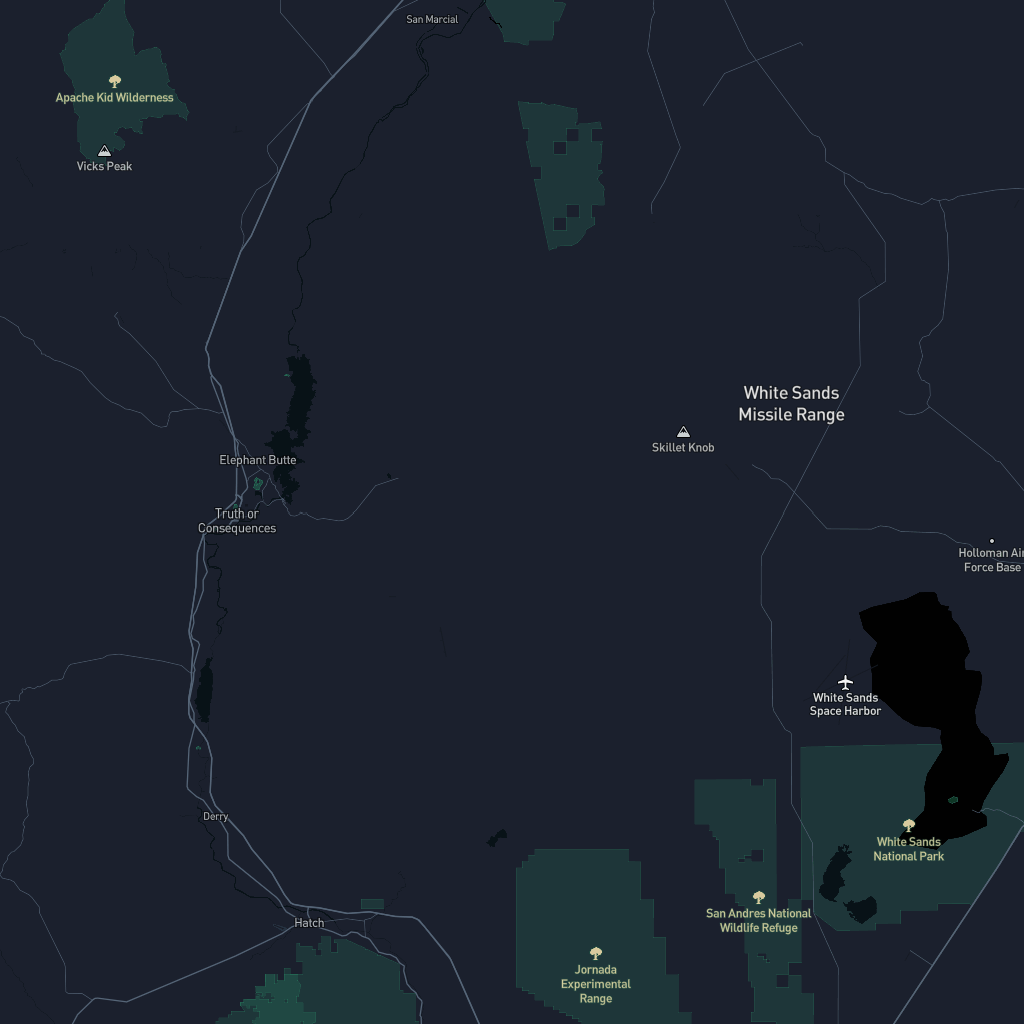 San Marcial
Apache Kid Wilderness
Vicks Peak
White Sands
Missile Range
Skillet Knob
Elephant Butte
Truth or
Consequences
Holloman Air
Force Base
White Sands
Space Harbor
Derry
White Sands
National Park
San Andres National
Wildlife Refuge
Hatch
Jornada
Experimental
Range